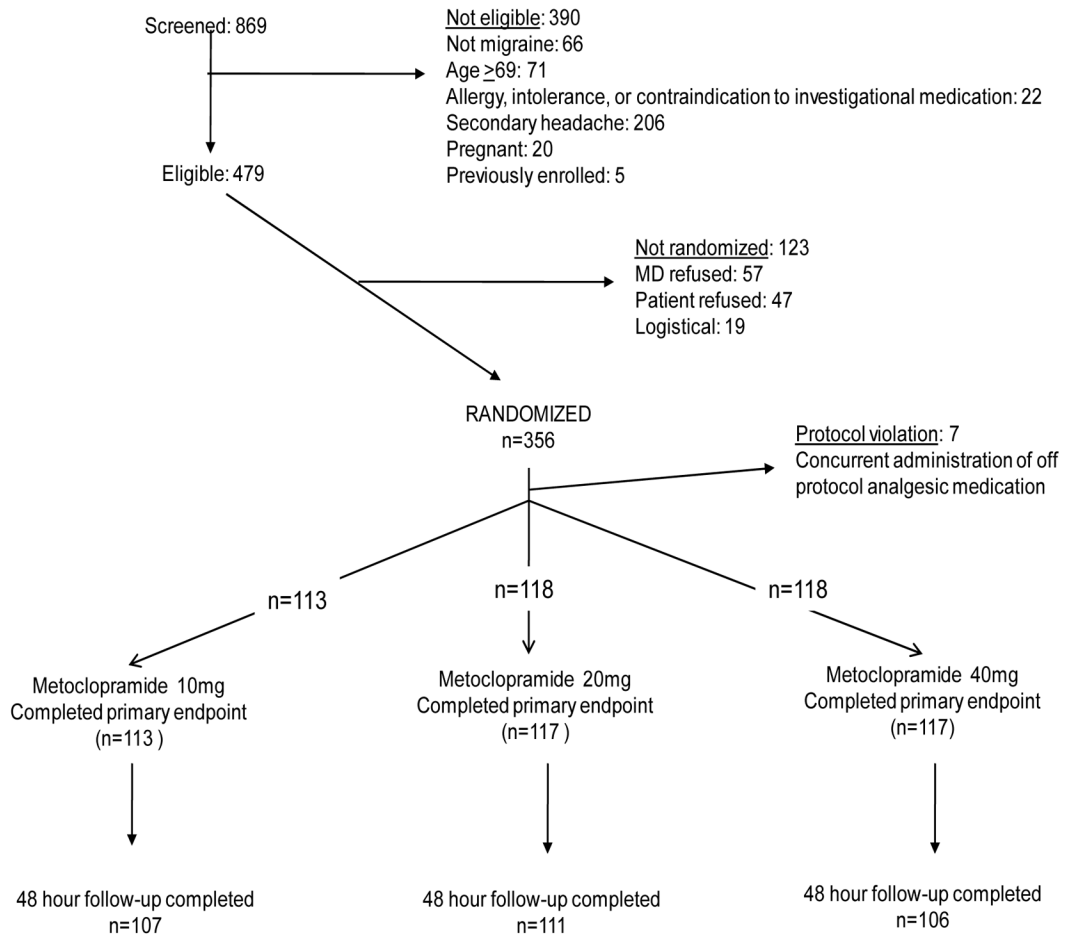 Screened: 869
Not eligible: 390
Not migraine: 66
Age ≥69: 71
Allergy, intolerance, or contraindication to investigational medication: 22
Secondary headache: 206
Pregnant: 20
Previously enrolled: 5
Eligible: 479
Not randomized: 123
MD refused: 57
Patient refused: 47
Logistical: 19
RANDOMIZED
n=356
Protocol violation: 7
Concurrent administration of off
protocol analgesic medication
n=113
n=118
n=118
Metoclopramide 10mg
Completed primary endpoint
(n=113 )
Metoclopramide 20mg
Completed primary endpoint
(n=117 )
Metoclopramide 40mg
Completed primary endpoint
(n=117)
48 hour follow-up completed
n=107
48 hour follow-up completed
n=111
48 hour follow-up completed
n=106